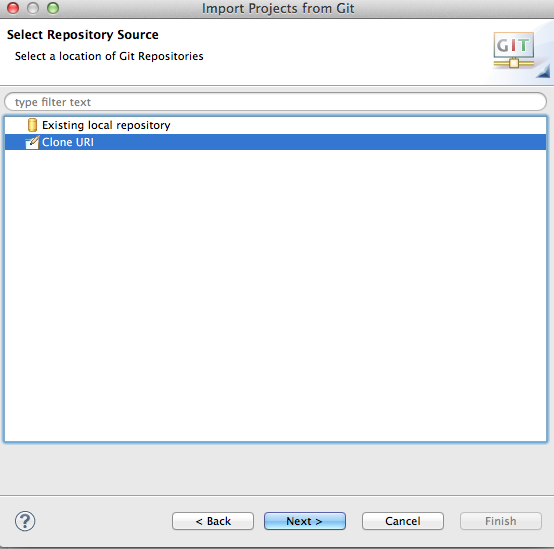 Import Projects from Git
Select Repository Source
Select a location of Git Repositories
GIT
type filter text
Existing local repository
Clone URI
?
< Back
Next >
Cancel
Finish